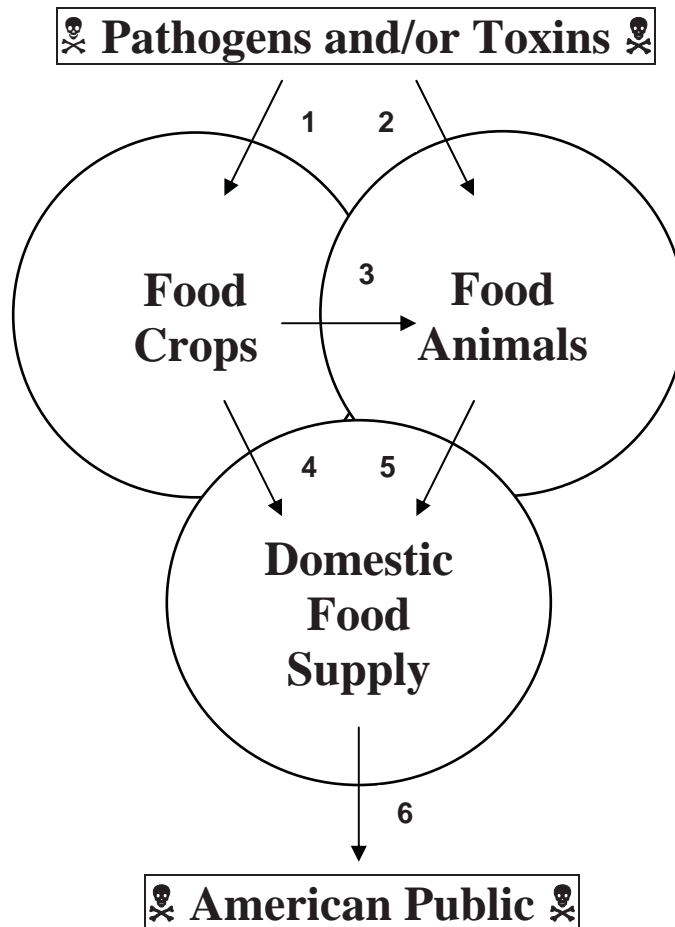 ☠ Pathogens and/or Toxins ☠
1 2
3
Food
Crops
Food
Animals
4 5
Domestic
Food
Supply
6
☠ American Public ☠